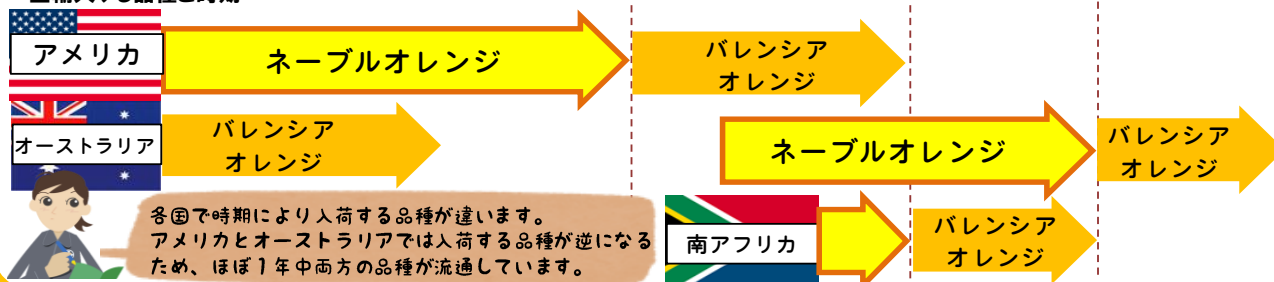 アメリカ
ネーブルオレンジ
バレンシア
オレンジ
オーストラリア
バレンシア
オレンジ
ネーブルオレンジ
バレンシア
オレンジ
各国で時期により入荷する品種が違います。
アメリカとオーストラリアでは入荷する品種が逆になる
ため、ほぼ1年中両方の品種が流通しています。
南アフリカ
バレンシア
オレンジ